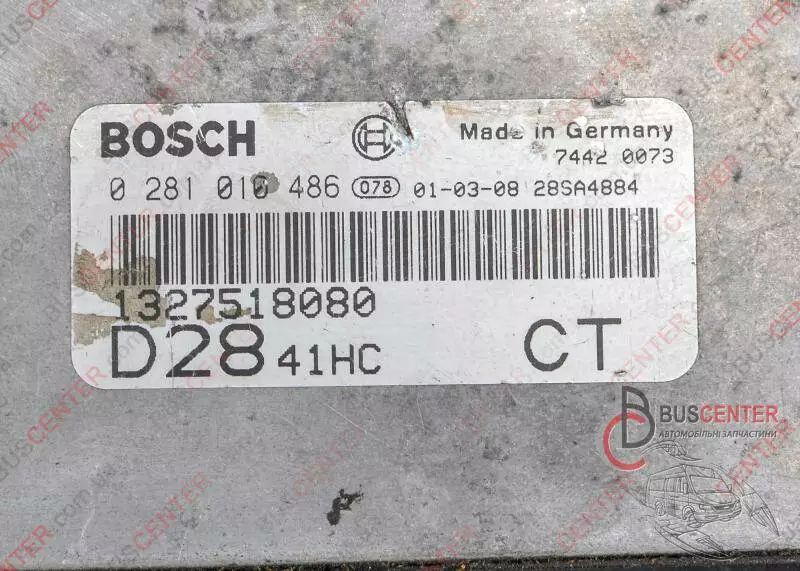 BOSCH
Made in Germany
7442 0073
0 281 010 486 078 01-03-08 28SA4884
1327518080
D28 41HC CT
BUSCENTER
АВТОМОБІЛЬНІ ЗАПЧАСТИНИ